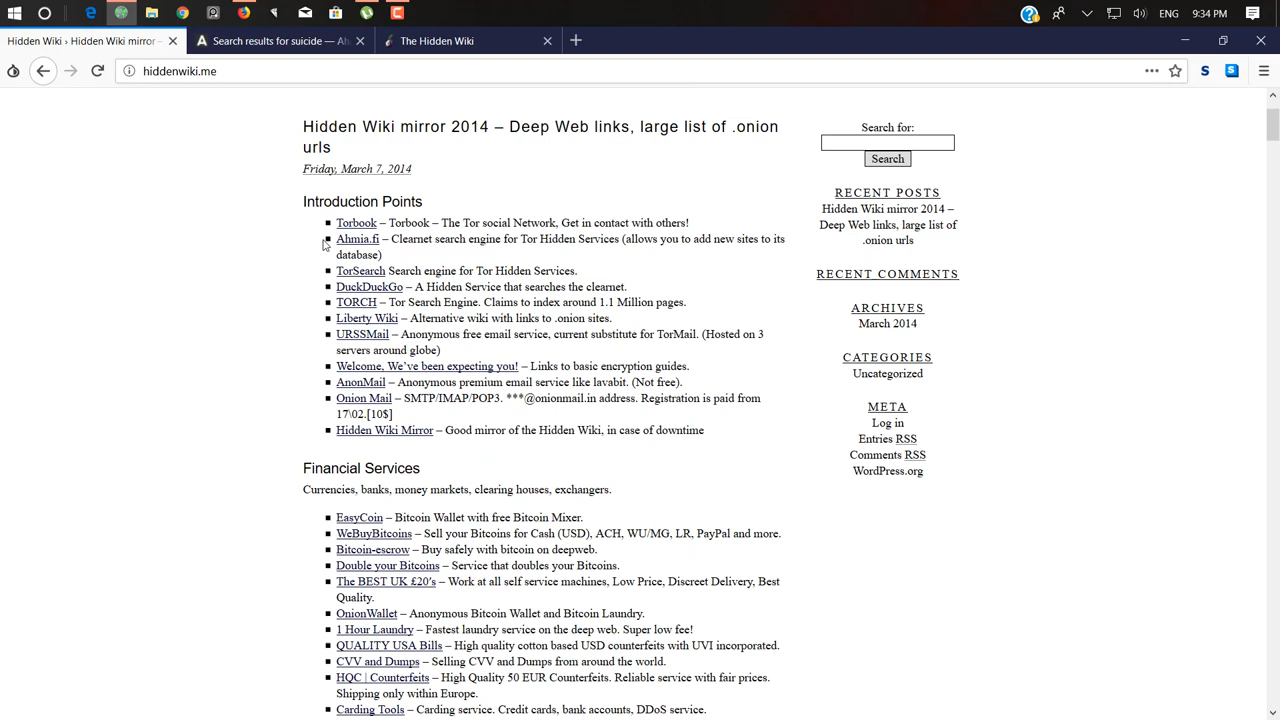 ENG 9:34 PM
Hidden Wiki › Hidden Wiki mirror –
Search results for suicide — Ah
The Hidden Wiki
hiddenwiki.me
Hidden Wiki mirror 2014 – Deep Web links, large list of .onion
urls
Friday, March 7, 2014
Introduction Points
Torbook – Torbook – The Tor social Network, Get in contact with others!
Ahmia.fi – Clearnet search engine for Tor Hidden Services (allows you to add new sites to its
database)
TorSearch Search engine for Tor Hidden Services.
DuckDuckGo – A Hidden Service that searches the clearnet.
TORCH – Tor Search Engine. Claims to index around 1.1 Million pages.
Liberty Wiki – Alternative wiki with links to .onion sites.
URSSMail – Anonymous free email service, current substitute for TorMail. (Hosted on 3
servers around globe)
Welcome, We've been expecting you! – Links to basic encryption guides.
AnonMail – Anonymous premium email service like lavabit. (Not free).
Onion Mail – SMTP/IMAP/POP3. ***@onionmail.in address. Registration is paid from
17\02.[10$]
Hidden Wiki Mirror – Good mirror of the Hidden Wiki, in case of downtime
Financial Services
Currencies, banks, money markets, clearing houses, exchangers.
EasyCoin – Bitcoin Wallet with free Bitcoin Mixer.
WeBuyBitcoins – Sell your Bitcoins for Cash (USD), ACH, WU/MG, LR, PayPal and more.
Bitcoin-escrow – Buy safely with bitcoin on deepweb.
Double your Bitcoins – Service that doubles your Bitcoins.
The BEST UK £20's – Work at all self service machines, Low Price, Discreet Delivery, Best
Quality.
OnionWallet – Anonymous Bitcoin Wallet and Bitcoin Laundry.
1 Hour Laundry – Fastest laundry service on the deep web. Super low fee!
QUALITY USA Bills – High quality cotton based USD counterfeits with UVI incorporated.
CVV and Dumps – Selling CVV and Dumps from around the world.
HQC | Counterfeits – High Quality 50 EUR Counterfeits. Reliable service with fair prices.
Shipping only within Europe.
Carding Tools – Carding service. Credit cards, bank accounts, DDoS service.
Search for:
Search
RECENT POSTS
Hidden Wiki mirror 2014 –
Deep Web links, large list of
.onion urls
RECENT COMMENTS
ARCHIVES
March 2014
CATEGORIES
Uncategorized
META
Log in
Entries RSS
Comments RSS
WordPress.org